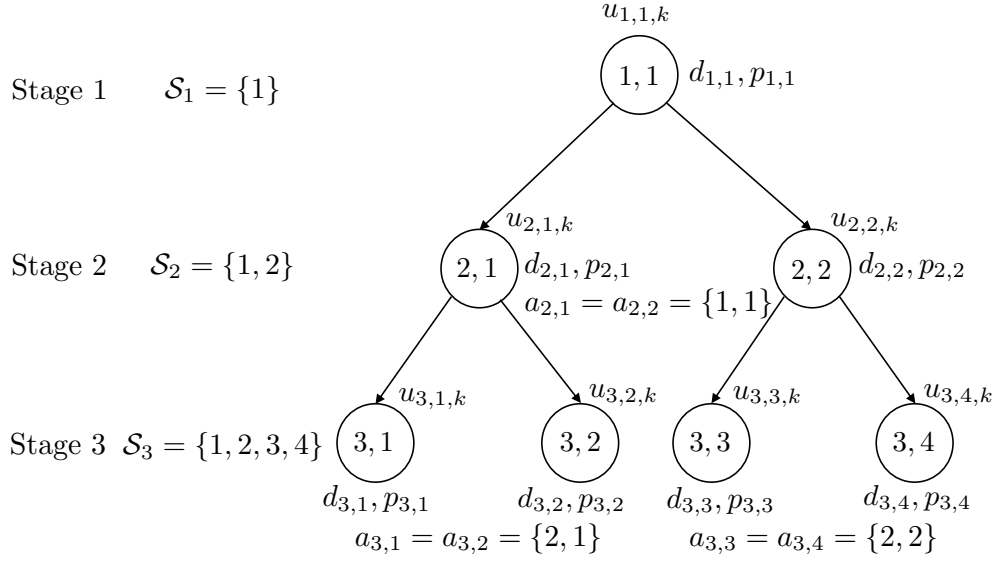 u_{1,1,k}
Stage 1 \mathcal{S}_1 = \{1\} 1, 1 d_{1,1}, p_{1,1}
u_{2,1,k} u_{2,2,k}
Stage 2 \mathcal{S}_2 = \{1, 2\} 2, 1 d_{2,1}, p_{2,1} 2, 2 d_{2,2}, p_{2,2}
a_{2,1} = a_{2,2} = \{1, 1\}
u_{3,1,k} u_{3,2,k} u_{3,3,k} u_{3,4,k}
Stage 3 \mathcal{S}_3 = \{1, 2, 3, 4\} 3, 1 3, 2 3, 3 3, 4
d_{3,1}, p_{3,1} d_{3,2}, p_{3,2} d_{3,3}, p_{3,3} d_{3,4}, p_{3,4}
a_{3,1} = a_{3,2} = \{2, 1\} a_{3,3} = a_{3,4} = \{2, 2\}